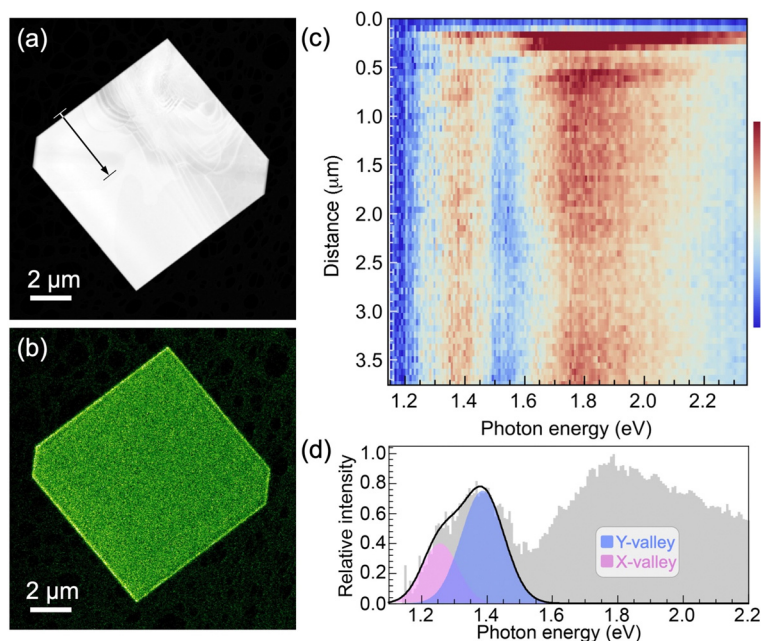 (a)
2 μm
(b)
2 μm
(c)
Distance (μm)
0.0
0.5
1.0
1.5
2.0
2.5
3.0
3.5
1.2 1.4 1.6 1.8 2.0 2.2
Photon energy (eV)
(d)
Relative intensity
1.0
0.8
0.6
0.4
0.2
0.0
Y-valley
X-valley
1.2 1.4 1.6 1.8 2.0 2.2
Photon energy (eV)